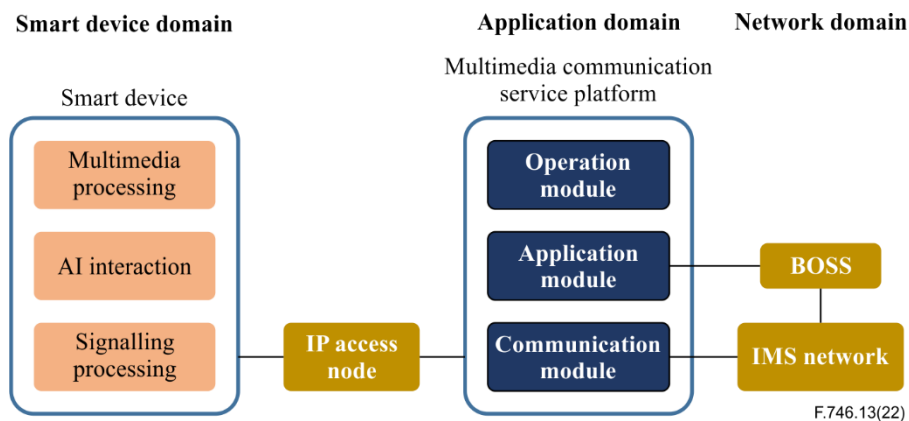 Smart device domain
Application domain
Network domain
Multimedia communication
service platform
Smart device
Multimedia
processing
AI interaction
Signalling
processing
IP access
node
Operation
module
Application
module
Communication
module
BOSS
IMS network
F.746.13(22)